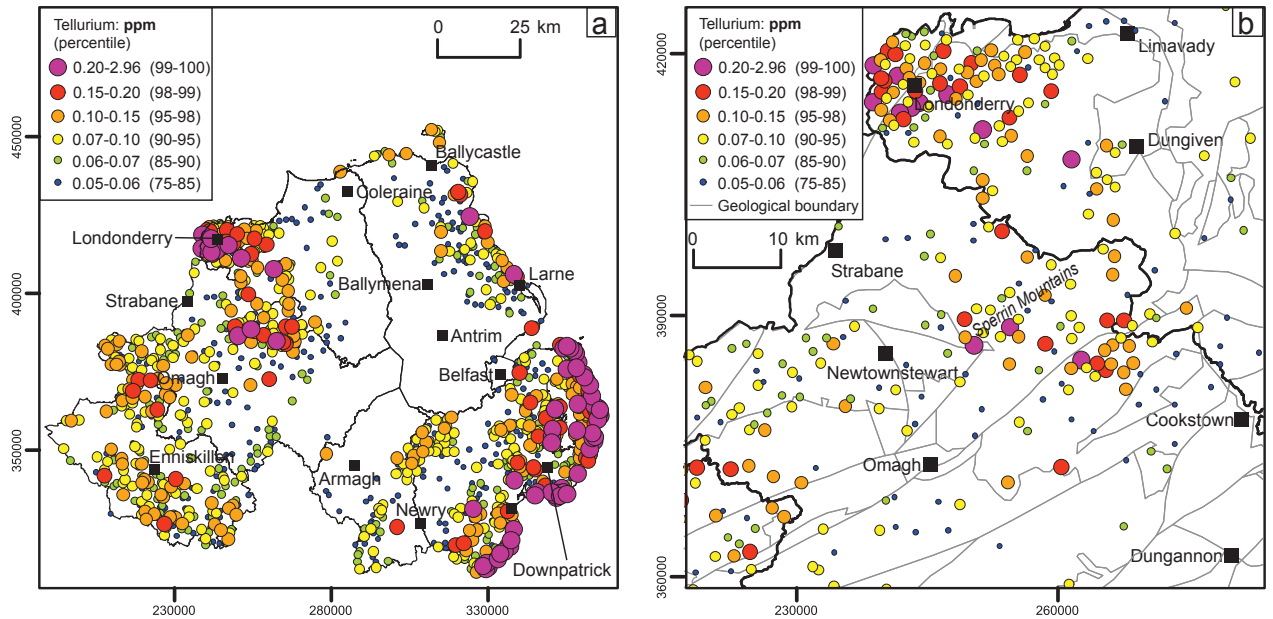 Tellurium: ppm
(percentile)
0.20-2.96 (99-100)
0.15-0.20 (98-99)
0.10-0.15 (95-98)
0.07-0.10 (90-95)
0.06-0.07 (85-90)
0.05-0.06 (75-85)
0 25 km
a
450000
400000
350000
230000 280000 330000
Ballycastle
Coleraine
Londonderry
Larne
Ballymena
Strabane
Antrim
Belfast
Omagh
Enniskillen
Armagh
Newry
Downpatrick
Tellurium: ppm
(percentile)
0.20-2.96 (99-100)
0.15-0.20 (98-99)
0.10-0.15 (95-98)
0.07-0.10 (90-95)
0.06-0.07 (85-90)
0.05-0.06 (75-85)
Geological boundary
0 10 km
b
420000
390000
360000
230000 260000
Limavady
Londonderry
Dungiven
Strabane
Sperrin Mountains
Newtownstewart
Cookstown
Omagh
Dungannon